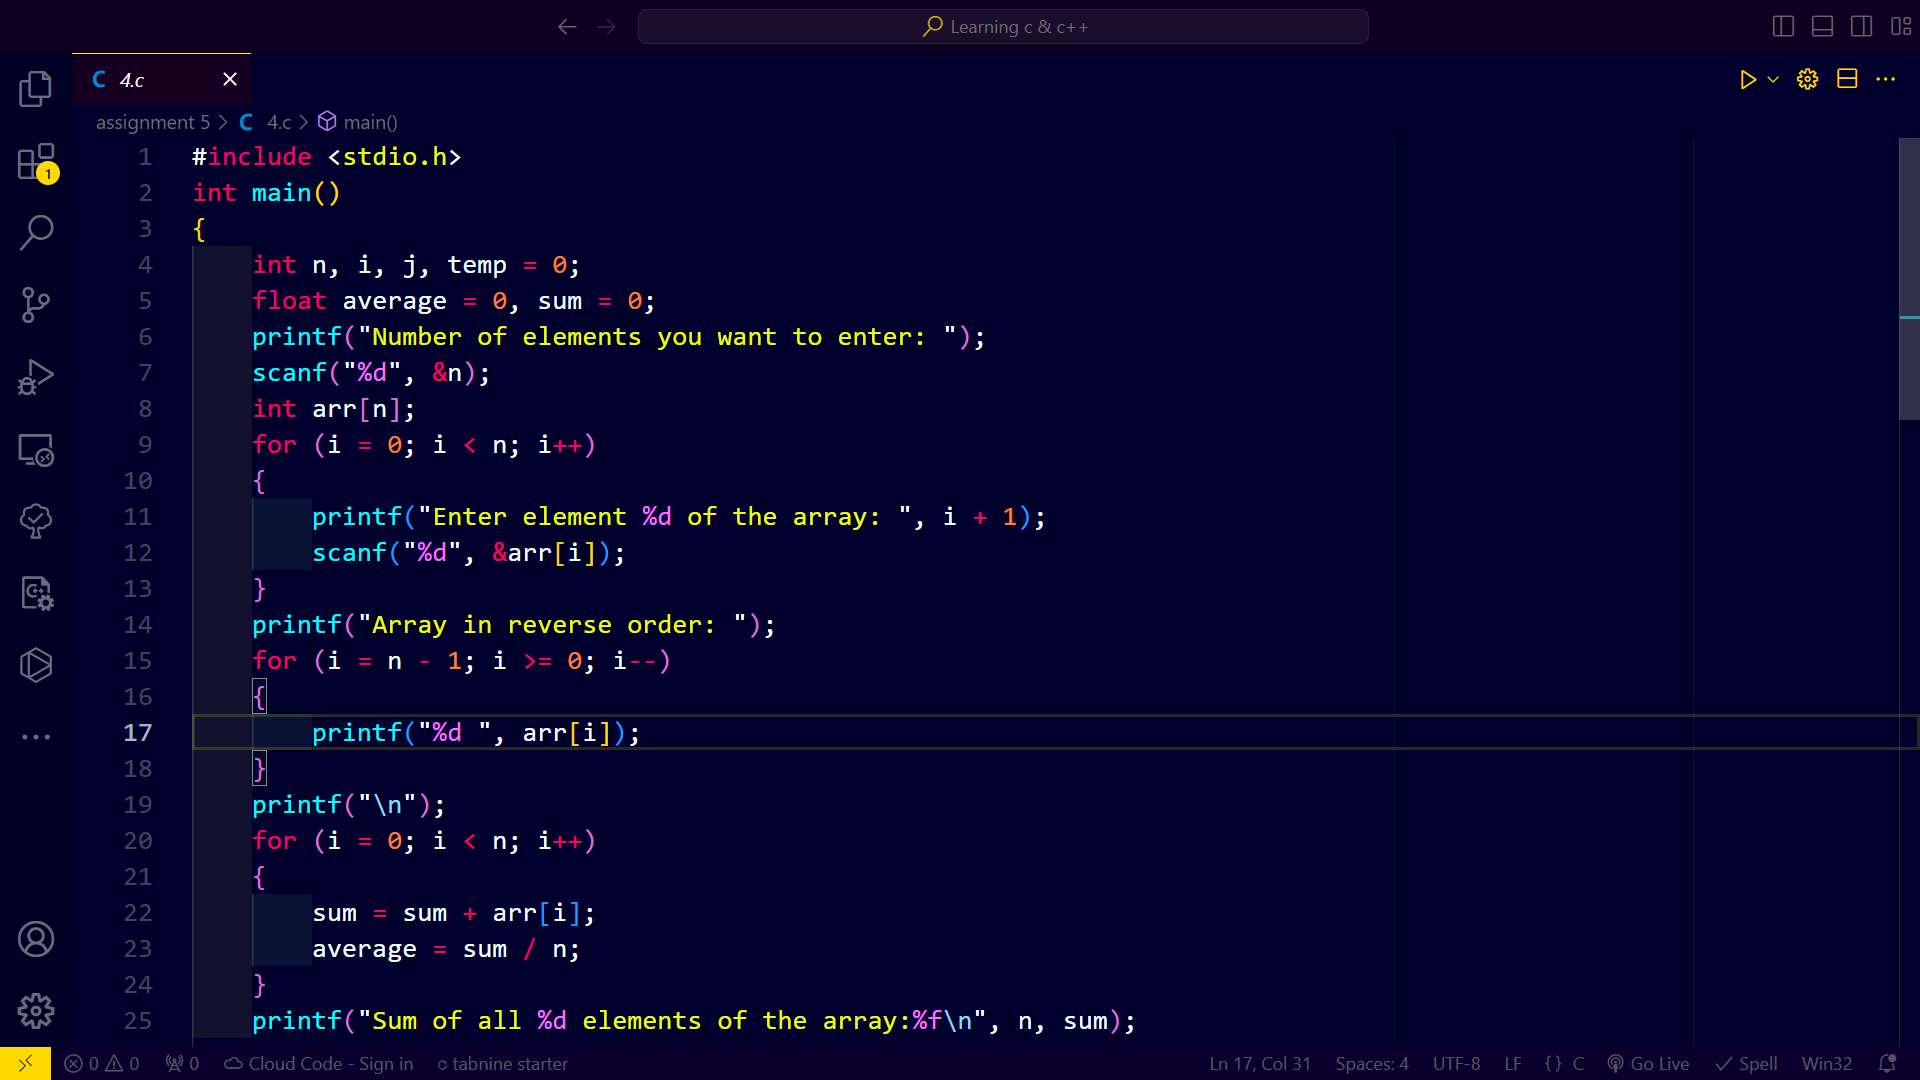 Learning c & c++
C 4.c
assignment 5 > C 4.c > main()
1 #include <stdio.h>
2 int main()
3 {
4     int n, i, j, temp = 0;
5     float average = 0, sum = 0;
6     printf("Number of elements you want to enter: ");
7     scanf("%d", &n);
8     int arr[n];
9     for (i = 0; i < n; i++)
10     {
11         printf("Enter element %d of the array: ", i + 1);
12         scanf("%d", &arr[i]);
13     }
14     printf("Array in reverse order: ");
15     for (i = n - 1; i >= 0; i--)
16     {
17         printf("%d ", arr[i]);
18     }
19     printf("\n");
20     for (i = 0; i < n; i++)
21     {
22         sum = sum + arr[i];
23         average = sum / n;
24     }
25     printf("Sum of all %d elements of the array:%f\n", n, sum);
1
0 0 0 Cloud Code - Sign in tabnine starter Ln 17, Col 31 Spaces: 4 UTF-8 LF {} C Go Live Spell Win32